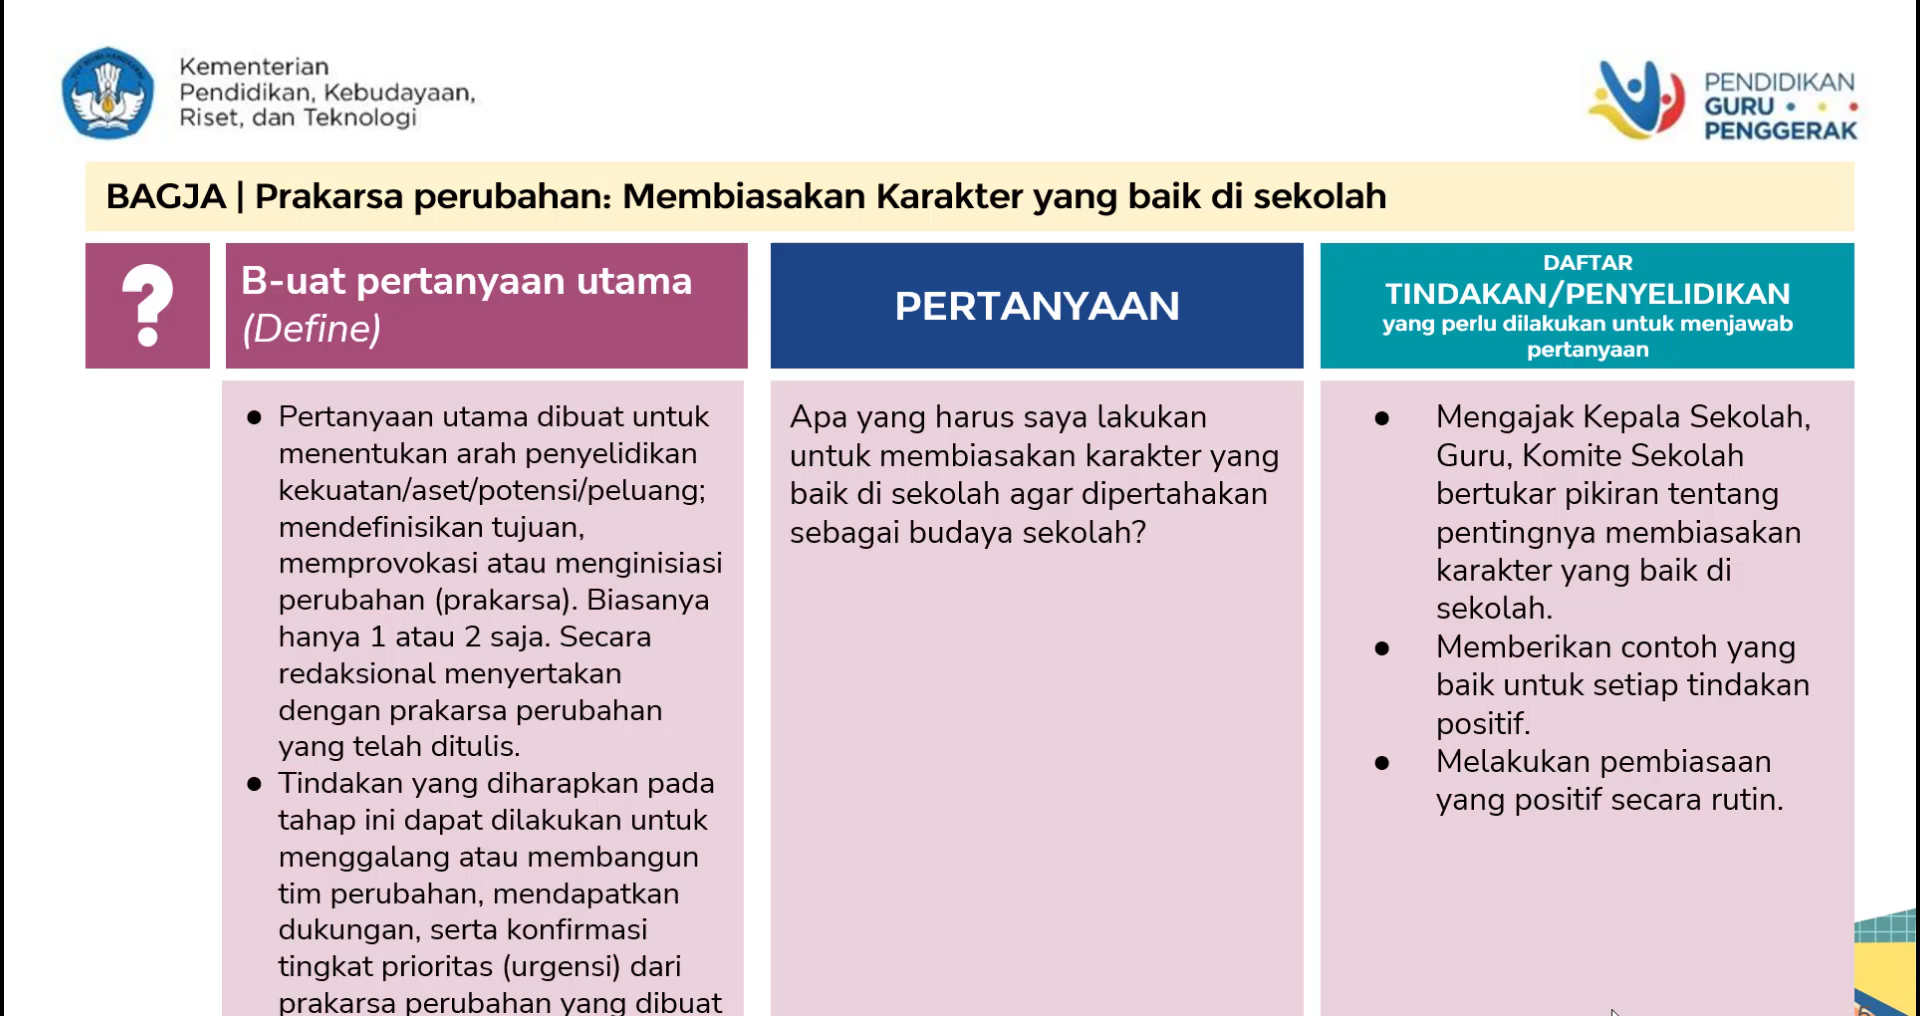 Kementerian
Pendidikan, Kebudayaan,
Riset, dan Teknologi
PENDIDIKAN
GURU
PENGGERAK
BAGJA | Prakarsa perubahan: Membiasakan Karakter yang baik di sekolah
?
B-uat pertanyaan utama
(Define)
PERTANYAAN
DAFTAR
TINDAKAN/PENYELIDIKAN
yang perlu dilakukan untuk menjawab
pertanyaan
● Pertanyaan utama dibuat untuk
menentukan arah penyelidikan
kekuatan/aset/potensi/peluang;
mendefinisikan tujuan,
memprovokasi atau menginisiasi
perubahan (prakarsa). Biasanya
hanya 1 atau 2 saja. Secara
redaksional menyertakan
dengan prakarsa perubahan
yang telah ditulis.
● Tindakan yang diharapkan pada
tahap ini dapat dilakukan untuk
menggalang atau membangun
tim perubahan, mendapatkan
dukungan, serta konfirmasi
tingkat prioritas (urgensi) dari
prakarsa perubahan yang dibuat
Apa yang harus saya lakukan
untuk membiasakan karakter yang
baik di sekolah agar dipertahakan
sebagai budaya sekolah?
● Mengajak Kepala Sekolah,
Guru, Komite Sekolah
bertukar pikiran tentang
pentingnya membiasakan
karakter yang baik di
sekolah.
● Memberikan contoh yang
baik untuk setiap tindakan
positif.
● Melakukan pembiasaan
yang positif secara rutin.